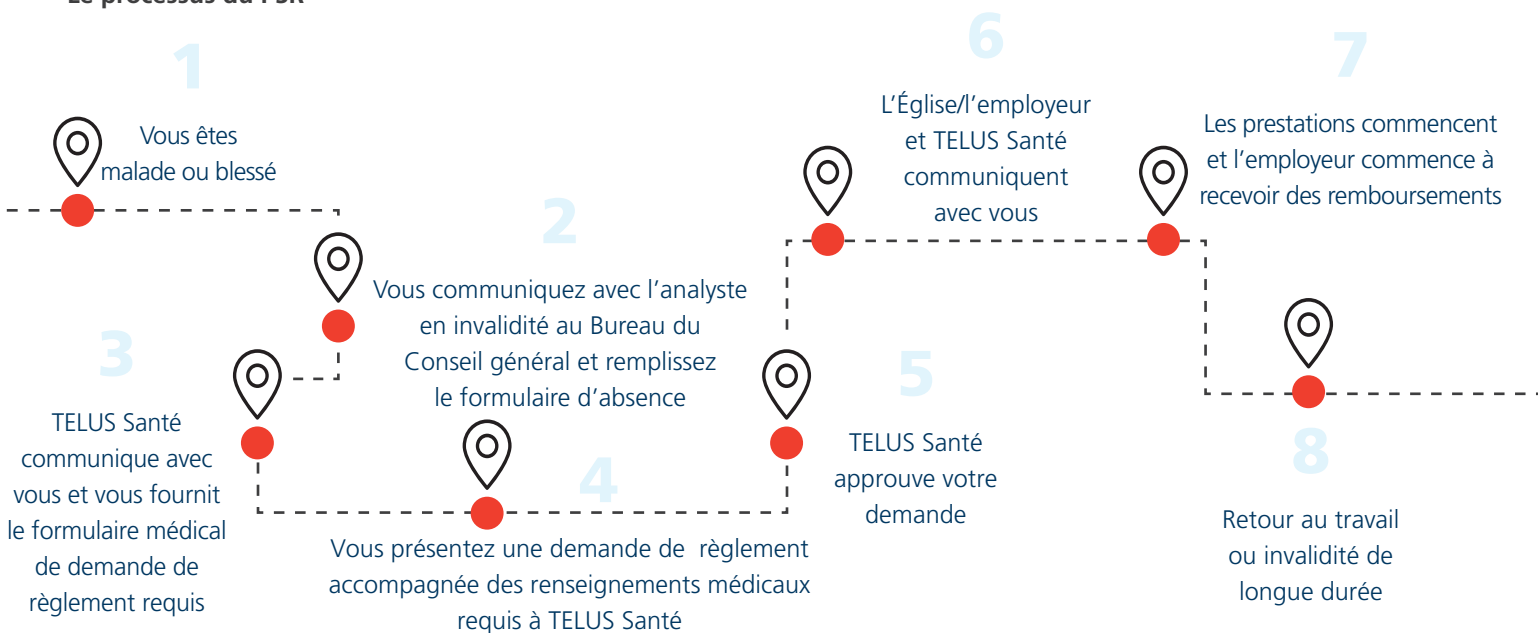 1
Vous êtes
malade ou blessé
2
Vous communiquez avec l'analyste
en invalidité au Bureau du
Conseil général et remplissez
le formulaire d'absence
3
TELUS Santé
communique avec
vous et vous fournit
le formulaire médical
de demande de
règlement requis
4
Vous présentez une demande de règlement
accompagnée des renseignements médicaux
requis à TELUS Santé
5
TELUS Santé
approuve votre
demande
6
L'Église/l'employeur
et TELUS Santé
communiquent
avec vous
7
Les prestations commencent
et l'employeur commence à
recevoir des remboursements
8
Retour au travail
ou invalidité de
longue durée